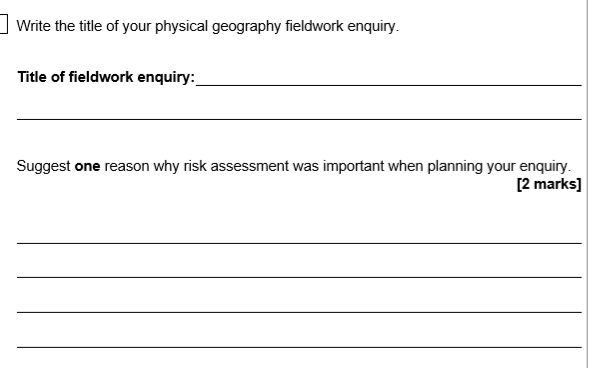 Write the title of your physical geography fieldwork enquiry.
Title of fieldwork enquiry:
Suggest one reason why risk assessment was important when planning your enquiry.
[2 marks]